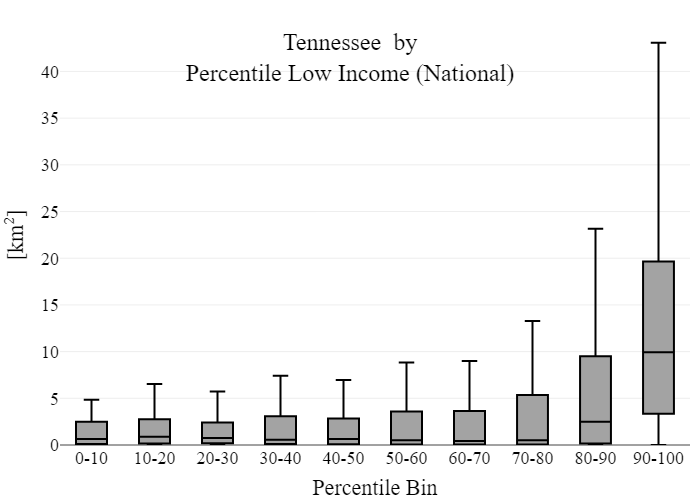 Tennessee by
Percentile Low Income (National)
40
35
30
25
20
15
10
5
0
[km²]
0-10 10-20 20-30 30-40 40-50 50-60 60-70 70-80 80-90 90-100
Percentile Bin